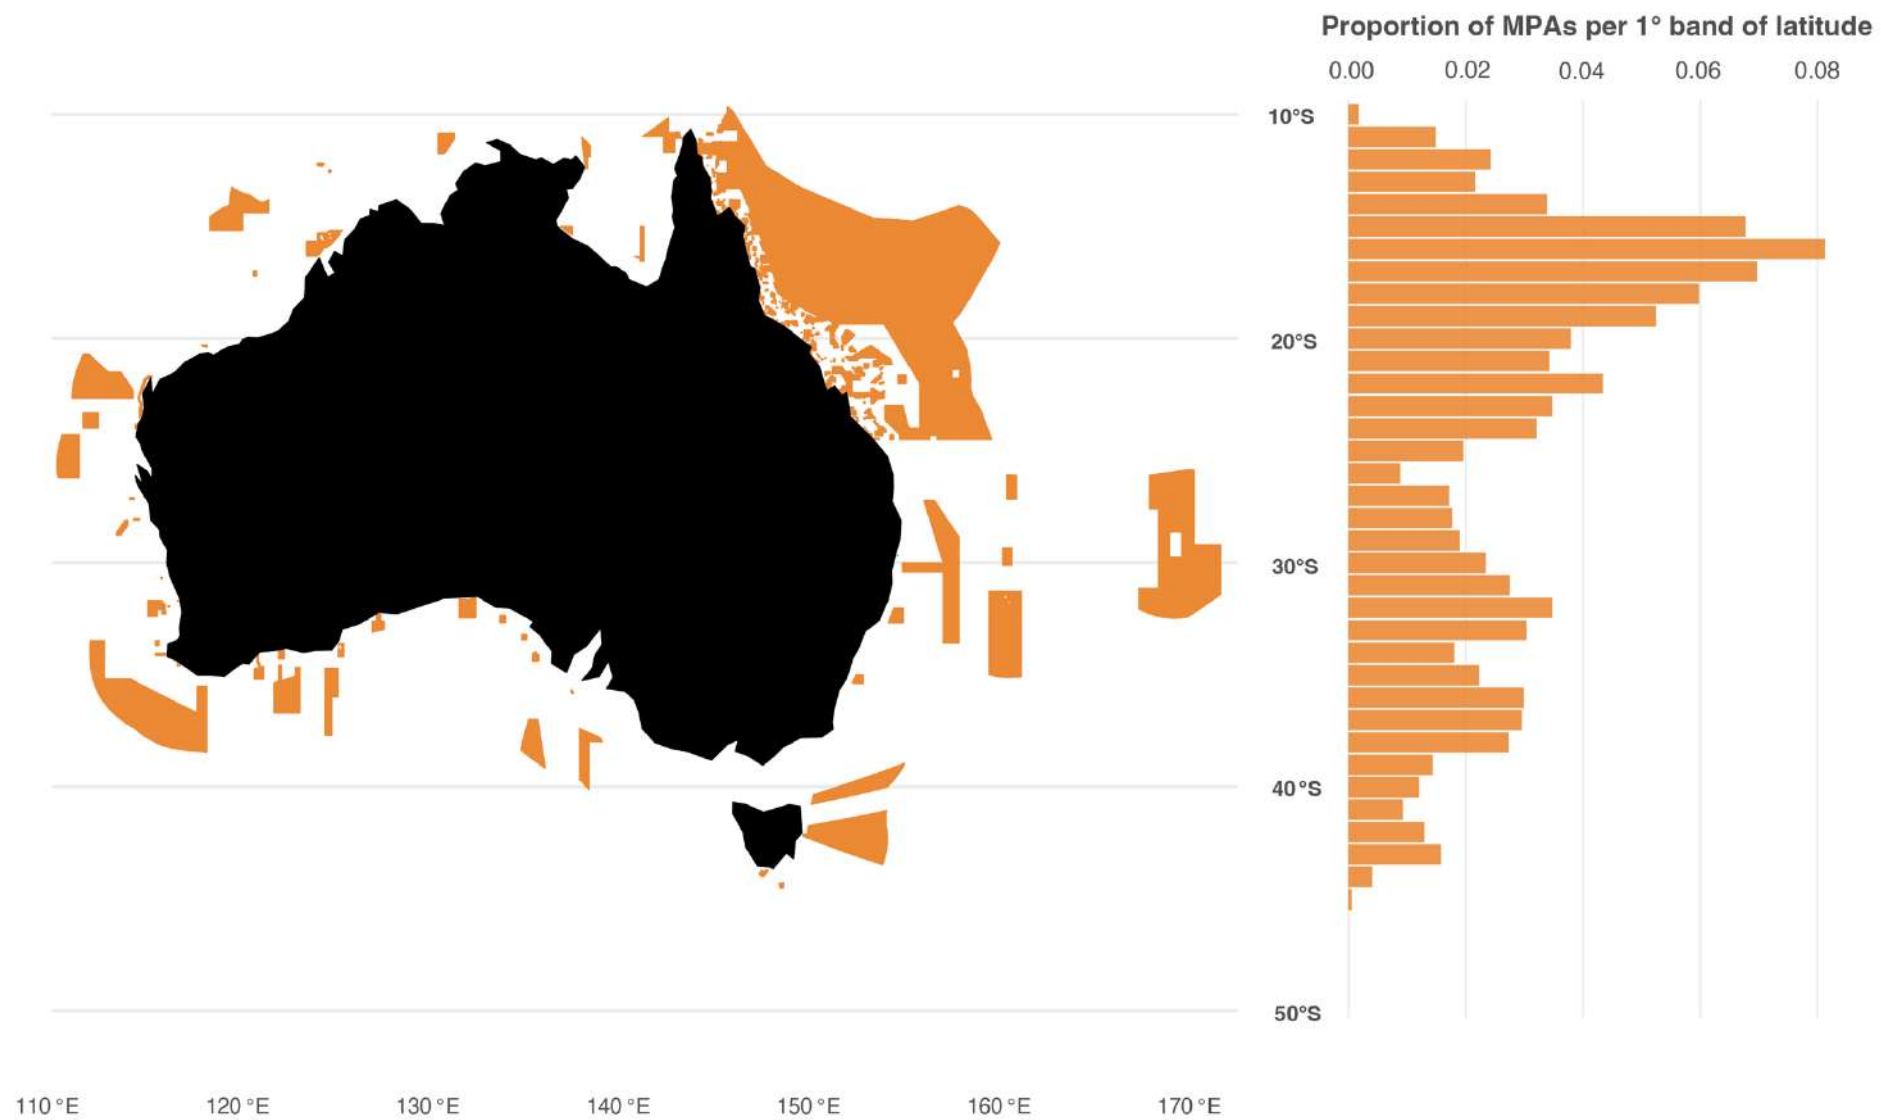 Proportion of MPAs per 1° band of latitude
0.00 0.02 0.04 0.06 0.08
10°S
20°S
30°S
40°S
50°S
110°E 120°E 130°E 140°E 150°E 160°E 170°E